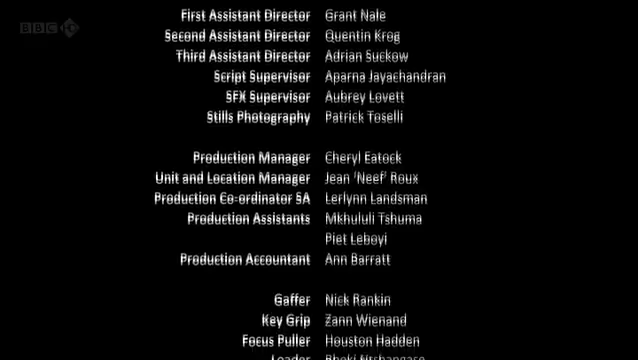 BBC HD
First Assistant Director Grant Nale
Second Assistant Director Quentin Krog
Third Assistant Director Adrian Suckow
Script Supervisor Aparna Jayachandran
SFX Supervisor Aubrey Lovett
Stills Photography Patrick Toselli
Production Manager Cheryl Eatock
Unit and Location Manager Jean 'Neef' Roux
Production Co-ordinator SA Lerlynn Landsman
Production Assistants Mkhululi Tshuma
Piet Leboyi
Production Accountant Ann Barratt
Gaffer Nick Rankin
Key Grip Zann Wienand
Focus Puller Houston Hadden
Loader